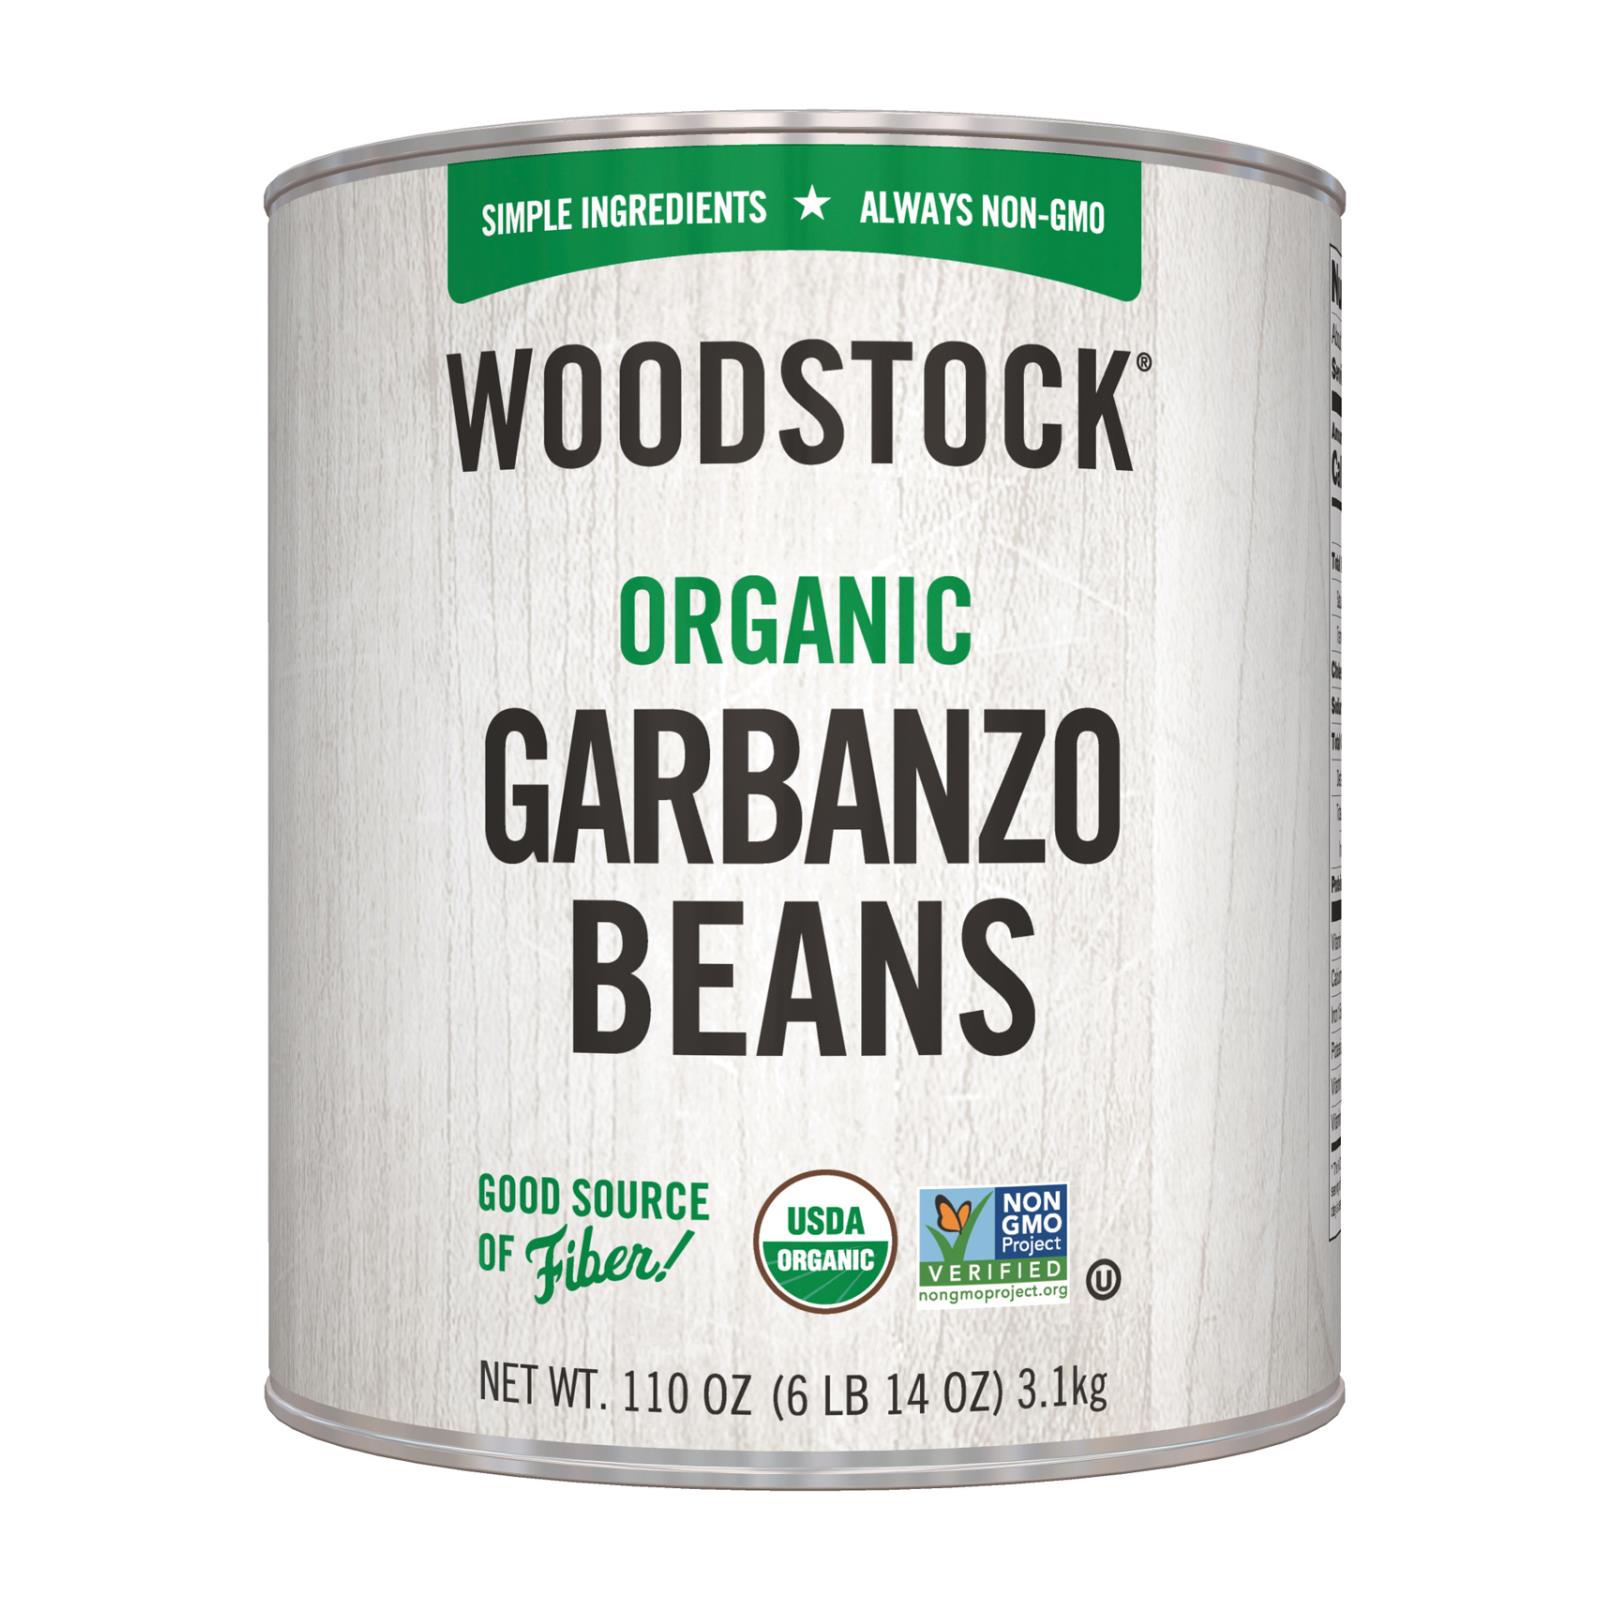 SIMPLE INGREDIENTS ★ ALWAYS NON-GMO
WOODSTOCK®
ORGANIC
GARBANZO
BEANS
GOOD SOURCE
OF Fiber!
USDA
ORGANIC
NON
GMO
Project
VERIFIED
nongmoproject.org
U
NET WT. 110 OZ (6 LB 14 OZ) 3.1kg